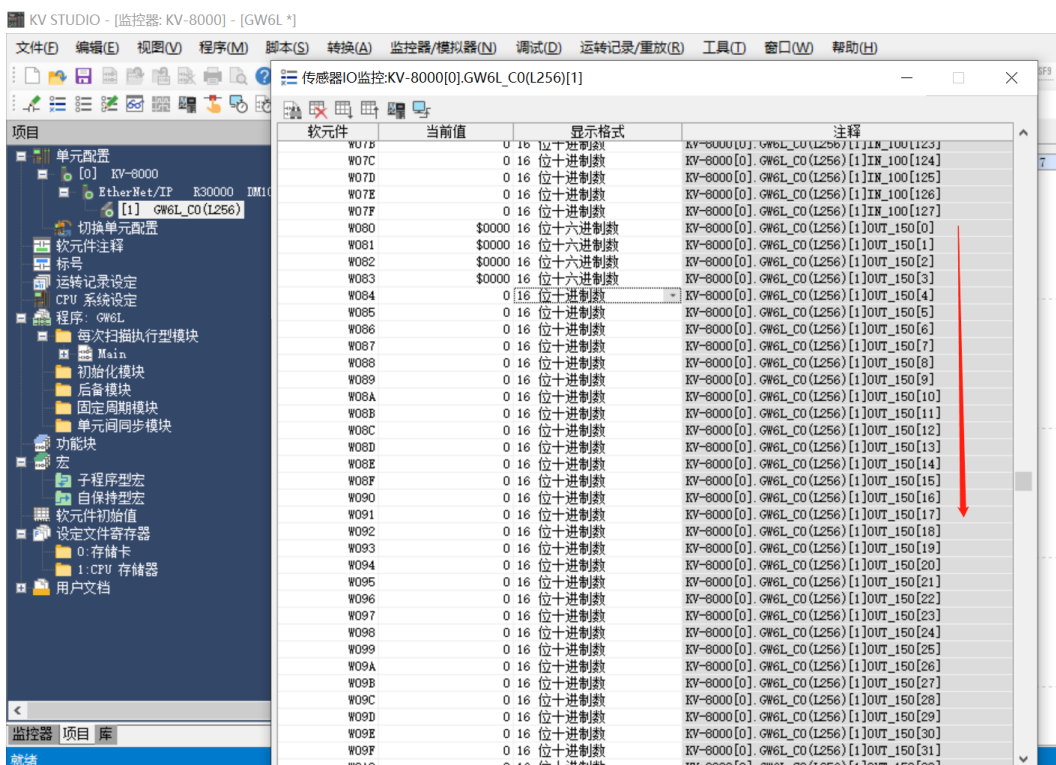 KV STUDIO - [监控器: KV-8000] - [GW6L *]
文件(F) 编辑(E) 视图(V) 程序(M) 脚本(S) 转换(A) 监控器/模拟器(N) 调试(D) 运转记录/重放(R) 工具(T) 窗口(W) 帮助(H)
传感器IO监控:KV-8000[0].GW6L_C0(L256)[1]
项目
单元配置
[0] KV-8000
EtherNet/IP R30000 DM10
[1] GW6L_C0(L256)
切换单元配置
软元件注释
标号
运转记录设定
CPU 系统设定
程序: GW6L
每次扫描执行型模块
Main
初始化模块
后备模块
固定周期模块
单元间同步模块
功能块
宏
子程序型宏
自保持型宏
软元件初始值
设定文件寄存器
0:存储卡
1:CPU 存储器
用户文档
监控器 项目 库
就绪
软元件 当前值 显示格式 注释
W07B 0 16 位十进制数 KV-8000[0].GW6L_C0(L256)[1]IN_100[123]
W07C 0 16 位十进制数 KV-8000[0].GW6L_C0(L256)[1]IN_100[124]
W07D 0 16 位十进制数 KV-8000[0].GW6L_C0(L256)[1]IN_100[125]
W07E 0 16 位十进制数 KV-8000[0].GW6L_C0(L256)[1]IN_100[126]
W07F 0 16 位十进制数 KV-8000[0].GW6L_C0(L256)[1]IN_100[127]
W080 $0000 16 位十六进制数 KV-8000[0].GW6L_C0(L256)[1]OUT_150[0]
W081 $0000 16 位十六进制数 KV-8000[0].GW6L_C0(L256)[1]OUT_150[1]
W082 $0000 16 位十六进制数 KV-8000[0].GW6L_C0(L256)[1]OUT_150[2]
W083 $0000 16 位十六进制数 KV-8000[0].GW6L_C0(L256)[1]OUT_150[3]
W084 0 16 位十进制数 KV-8000[0].GW6L_C0(L256)[1]OUT_150[4]
W085 0 16 位十进制数 KV-8000[0].GW6L_C0(L256)[1]OUT_150[5]
W086 0 16 位十进制数 KV-8000[0].GW6L_C0(L256)[1]OUT_150[6]
W087 0 16 位十进制数 KV-8000[0].GW6L_C0(L256)[1]OUT_150[7]
W088 0 16 位十进制数 KV-8000[0].GW6L_C0(L256)[1]OUT_150[8]
W089 0 16 位十进制数 KV-8000[0].GW6L_C0(L256)[1]OUT_150[9]
W08A 0 16 位十进制数 KV-8000[0].GW6L_C0(L256)[1]OUT_150[10]
W08B 0 16 位十进制数 KV-8000[0].GW6L_C0(L256)[1]OUT_150[11]
W08C 0 16 位十进制数 KV-8000[0].GW6L_C0(L256)[1]OUT_150[12]
W08D 0 16 位十进制数 KV-8000[0].GW6L_C0(L256)[1]OUT_150[13]
W08E 0 16 位十进制数 KV-8000[0].GW6L_C0(L256)[1]OUT_150[14]
W08F 0 16 位十进制数 KV-8000[0].GW6L_C0(L256)[1]OUT_150[15]
W090 0 16 位十进制数 KV-8000[0].GW6L_C0(L256)[1]OUT_150[16]
W091 0 16 位十进制数 KV-8000[0].GW6L_C0(L256)[1]OUT_150[17]
W092 0 16 位十进制数 KV-8000[0].GW6L_C0(L256)[1]OUT_150[18]
W093 0 16 位十进制数 KV-8000[0].GW6L_C0(L256)[1]OUT_150[19]
W094 0 16 位十进制数 KV-8000[0].GW6L_C0(L256)[1]OUT_150[20]
W095 0 16 位十进制数 KV-8000[0].GW6L_C0(L256)[1]OUT_150[21]
W096 0 16 位十进制数 KV-8000[0].GW6L_C0(L256)[1]OUT_150[22]
W097 0 16 位十进制数 KV-8000[0].GW6L_C0(L256)[1]OUT_150[23]
W098 0 16 位十进制数 KV-8000[0].GW6L_C0(L256)[1]OUT_150[24]
W099 0 16 位十进制数 KV-8000[0].GW6L_C0(L256)[1]OUT_150[25]
W09A 0 16 位十进制数 KV-8000[0].GW6L_C0(L256)[1]OUT_150[26]
W09B 0 16 位十进制数 KV-8000[0].GW6L_C0(L256)[1]OUT_150[27]
W09C 0 16 位十进制数 KV-8000[0].GW6L_C0(L256)[1]OUT_150[28]
W09D 0 16 位十进制数 KV-8000[0].GW6L_C0(L256)[1]OUT_150[29]
W09E 0 16 位十进制数 KV-8000[0].GW6L_C0(L256)[1]OUT_150[30]
W09F 0 16 位十进制数 KV-8000[0].GW6L_C0(L256)[1]OUT_150[31]
7